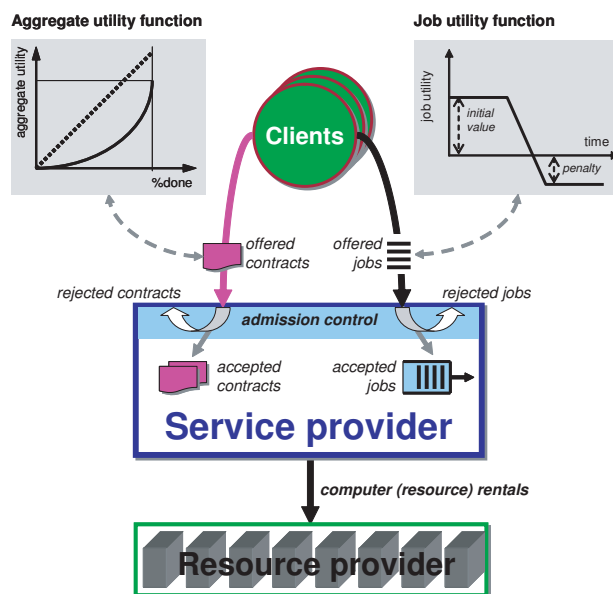 Aggregate utility function
Job utility function
aggregate utility
%done
Clients
job utility
initial
value
time
penalty
offered
contracts
offered
jobs
rejected contracts
rejected jobs
admission control
accepted
contracts
accepted
jobs
Service provider
computer (resource) rentals
Resource provider